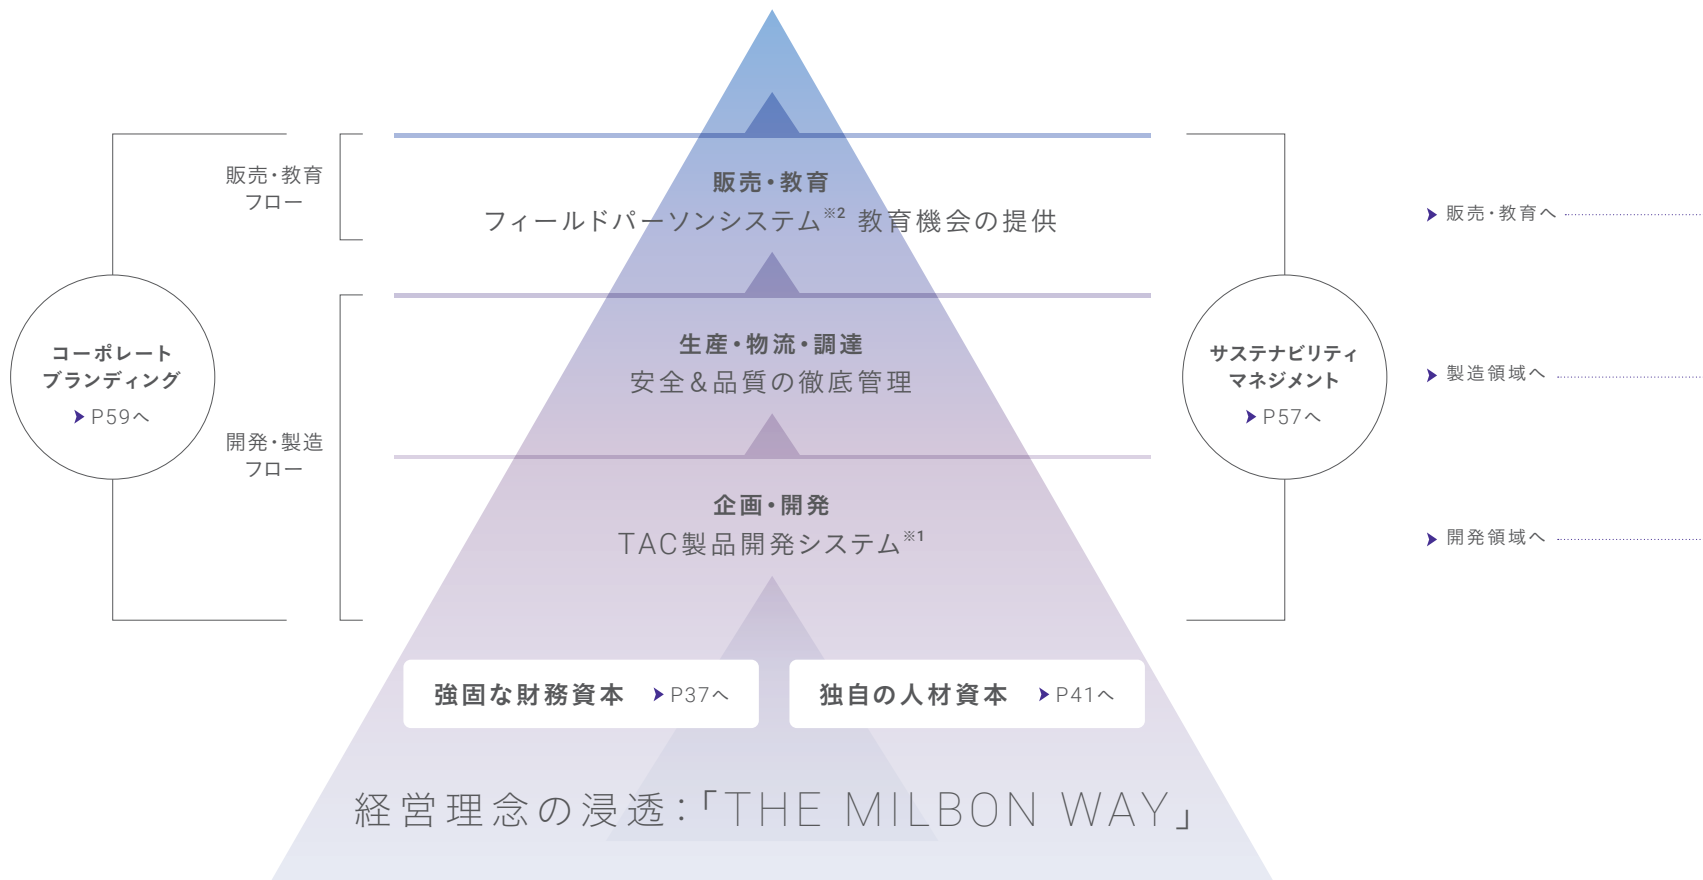 販売・教育
フロー
販売・教育
フィールドパーソンシステム※2 教育機会の提供
販売・教育へ
コーポレート
ブランディング
P59へ
生産・物流・調達
安全&品質の徹底管理
サステナビリティ
マネジメント
P57へ
製造領域へ
開発・製造
フロー
企画・開発
TAC製品開発システム※1
開発領域へ
強固な財務資本 P37へ
独自の人材資本 P41へ
経営理念の浸透：「THE MILBON WAY」